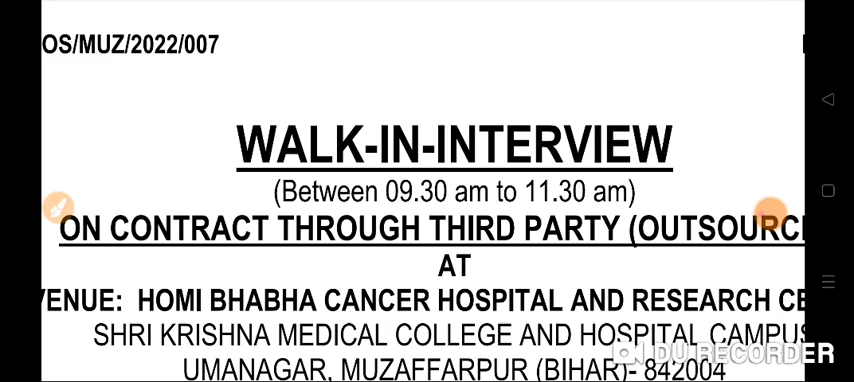 OS/MUZ/2022/007
WALK-IN-INTERVIEW
(Between 09.30 am to 11.30 am)
ON CONTRACT THROUGH THIRD PARTY (OUTSOURC
AT
VENUE: HOMI BHABHA CANCER HOSPITAL AND RESEARCH CE
SHRI KRISHNA MEDICAL COLLEGE AND HOSPITAL CAMPUS
UMANAGAR, MUZAFFARPUR (BIHAR)- 842004
DU RECORDER